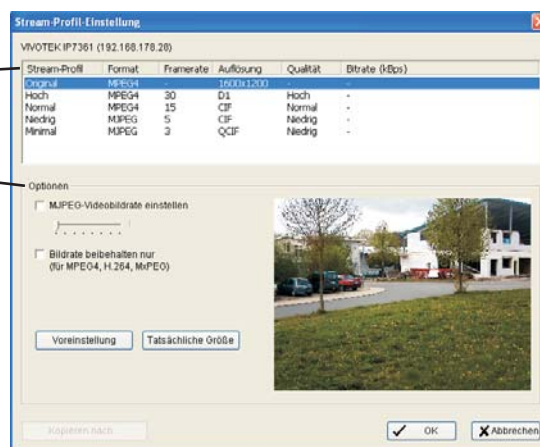 Stream-Profil-Einstellung
VIVOTEK IP7361 (192.168.178.28)
Stream-Profil Format Framerate Auflösung Qualität Bitrate (kBps)
Original MPEG4 - 1600x1200 - -
Hoch MPEG4 30 D1 Hoch -
Normal MPEG4 15 CIF Normal -
Niedrig MJPEG 5 CIF Niedrig -
Minimal MJPEG 3 QCIF Niedrig -
Optionen
MJPEG-Videobildrate einstellen
Bildrate beibehalten nur
(für MPEG4, H.264, MxPEG)
Voreinstellung Tatsächliche Größe
Kopieren nach... OK Abbrechen